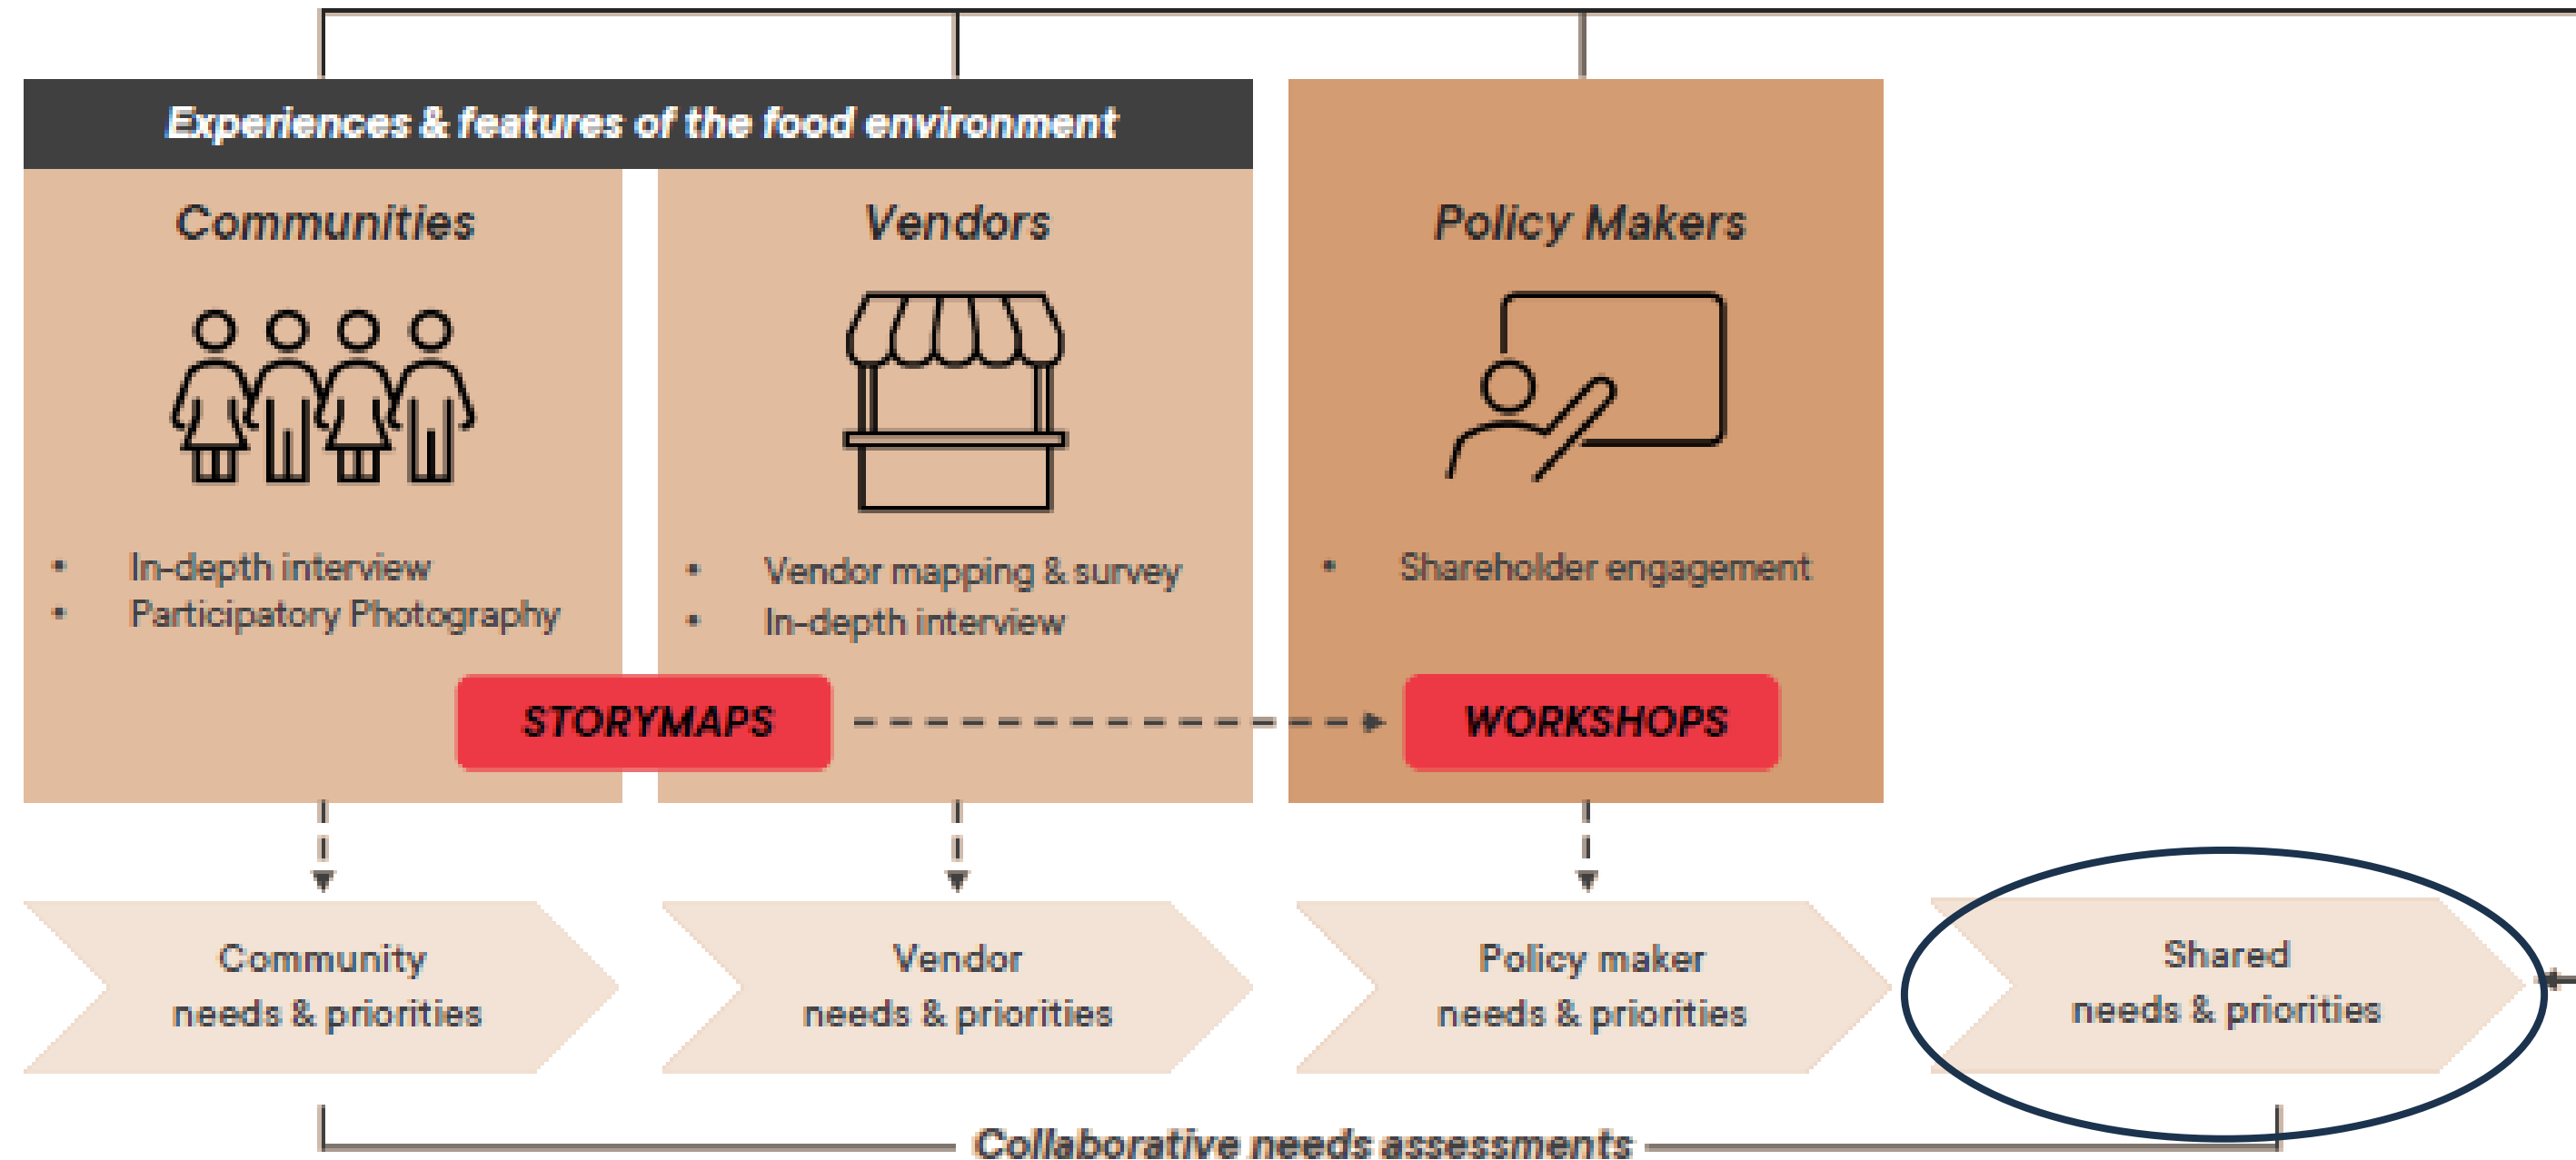 Experiences & features of the food environment
Communities
• In-depth interview
• Participatory Photography
Vendors
• Vendor mapping & survey
• In-depth interview
Policy Makers
• Shareholder engagement
STORYMAPS
WORKSHOPS
Community
needs & priorities
Vendor
needs & priorities
Policy maker
needs & priorities
Shared
needs & priorities
Collaborative needs assessments